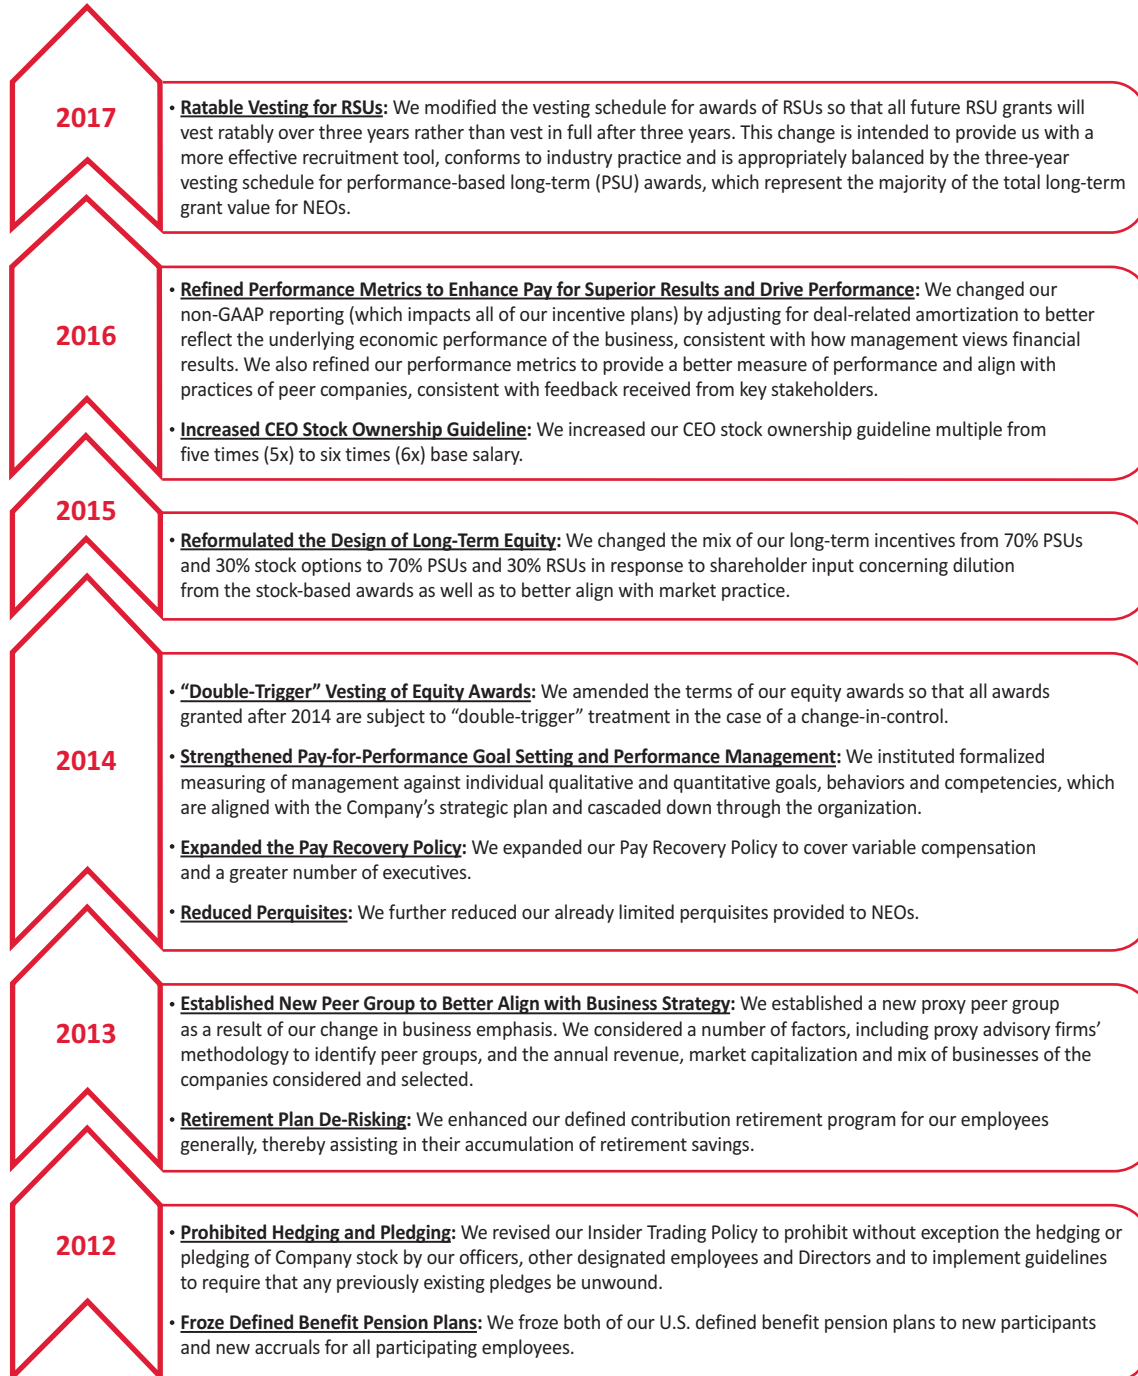 2017
• Ratable Vesting for RSUs: We modified the vesting schedule for awards of RSUs so that all future RSU grants will
vest ratably over three years rather than vest in full after three years. This change is intended to provide us with a
more effective recruitment tool, conforms to industry practice and is appropriately balanced by the three-year
vesting schedule for performance-based long-term (PSU) awards, which represent the majority of the total long-term
grant value for NEOs.
2016
• Refined Performance Metrics to Enhance Pay for Superior Results and Drive Performance: We changed our
non-GAAP reporting (which impacts all of our incentive plans) by adjusting for deal-related amortization to better
reflect the underlying economic performance of the business, consistent with how management views financial
results. We also refined our performance metrics to provide a better measure of performance and align with
practices of peer companies, consistent with feedback received from key stakeholders.
• Increased CEO Stock Ownership Guideline: We increased our CEO stock ownership guideline multiple from
five times (5x) to six times (6x) base salary.
2015
• Reformulated the Design of Long-Term Equity: We changed the mix of our long-term incentives from 70% PSUs
and 30% stock options to 70% PSUs and 30% RSUs in response to shareholder input concerning dilution
from the stock-based awards as well as to better align with market practice.
2014
• “Double-Trigger” Vesting of Equity Awards: We amended the terms of our equity awards so that all awards
granted after 2014 are subject to “double-trigger” treatment in the case of a change-in-control.
• Strengthened Pay-for-Performance Goal Setting and Performance Management: We instituted formalized
measuring of management against individual qualitative and quantitative goals, behaviors and competencies, which
are aligned with the Company’s strategic plan and cascaded down through the organization.
• Expanded the Pay Recovery Policy: We expanded our Pay Recovery Policy to cover variable compensation
and a greater number of executives.
• Reduced Perquisites: We further reduced our already limited perquisites provided to NEOs.
2013
• Established New Peer Group to Better Align with Business Strategy: We established a new proxy peer group
as a result of our change in business emphasis. We considered a number of factors, including proxy advisory firms’
methodology to identify peer groups, and the annual revenue, market capitalization and mix of businesses of the
companies considered and selected.
• Retirement Plan De-Risking: We enhanced our defined contribution retirement program for our employees
generally, thereby assisting in their accumulation of retirement savings.
2012
• Prohibited Hedging and Pledging: We revised our Insider Trading Policy to prohibit without exception the hedging or
pledging of Company stock by our officers, other designated employees and Directors and to implement guidelines
to require that any previously existing pledges be unwound.
• Froze Defined Benefit Pension Plans: We froze both of our U.S. defined benefit pension plans to new participants
and new accruals for all participating employees.